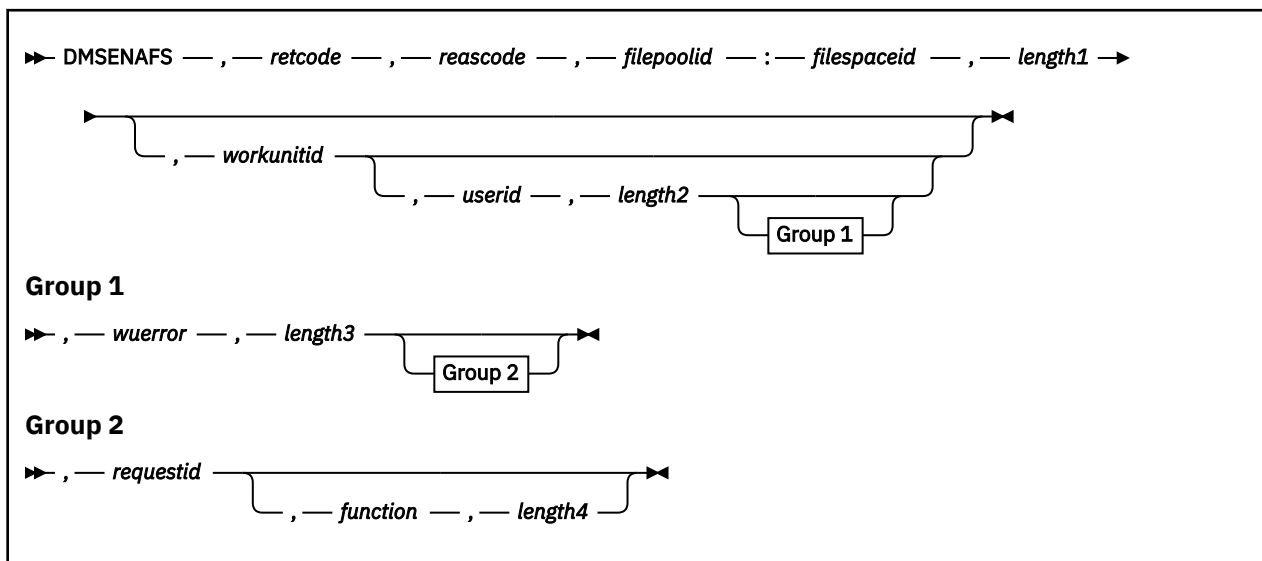 DMSENAFS , retcode , reascode , filepoolid : filespaceid , length1
, workunitid
, userid , length2
Group 1
Group 1
, wuerror , length3
Group 2
Group 2
, requestid
, function , length4